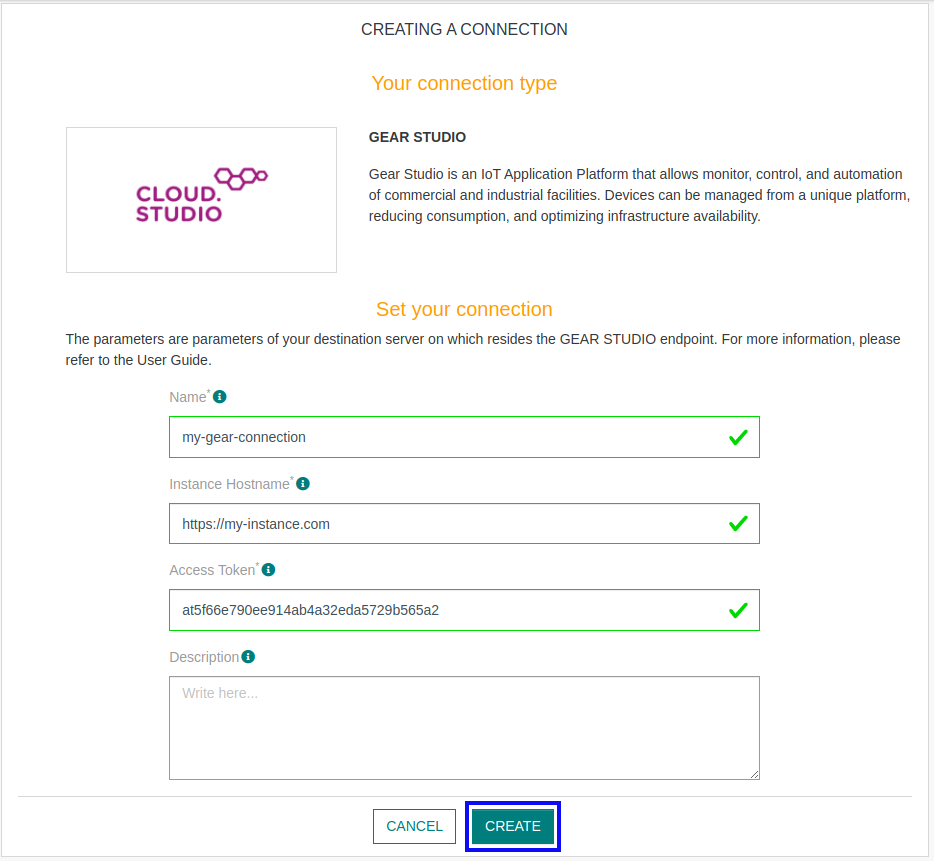 CREATING A CONNECTION
Your connection type
CLOUD.
STUDIO
GEAR STUDIO
Gear Studio is an IoT Application Platform that allows monitor, control, and automation
of commercial and industrial facilities. Devices can be managed from a unique platform,
reducing consumption, and optimizing infrastructure availability.
Set your connection
The parameters are parameters of your destination server on which resides the GEAR STUDIO endpoint. For more information, please
refer to the User Guide.
Name*
my-gear-connection
Instance Hostname*
https://my-instance.com
Access Token*
at5f66e790ee914ab4a32eda5729b565a2
Description
Write here...
CANCEL CREATE